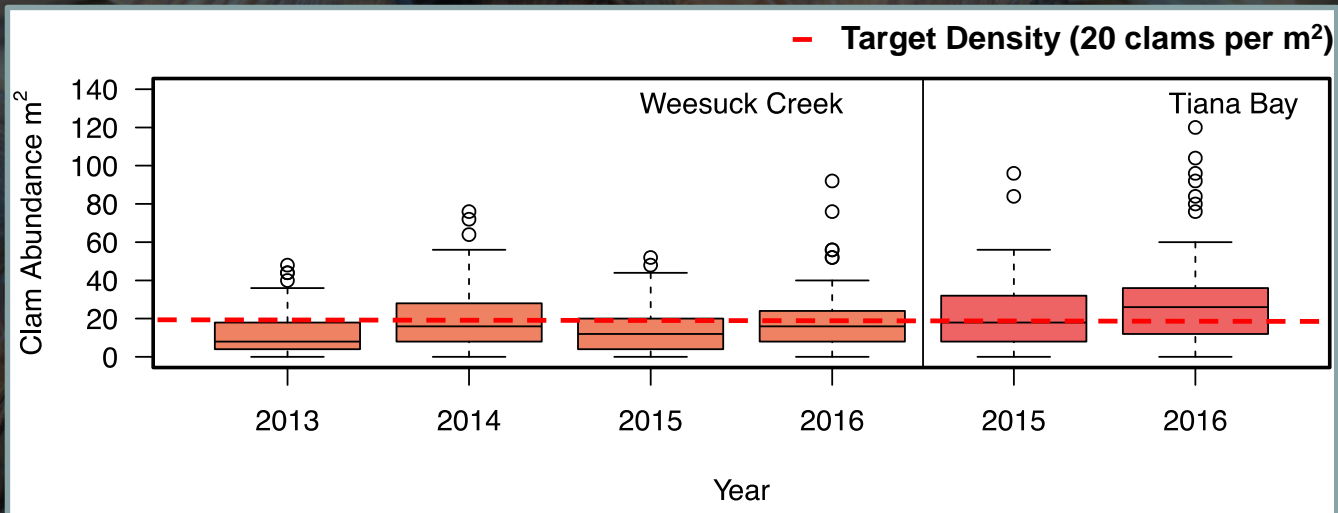 Target Density (20 clams per m²)
Weesuck Creek
Tiana Bay
Clam Abundance m²
140
120
100
80
60
40
20
0
2013 2014 2015 2016 2015 2016
Year